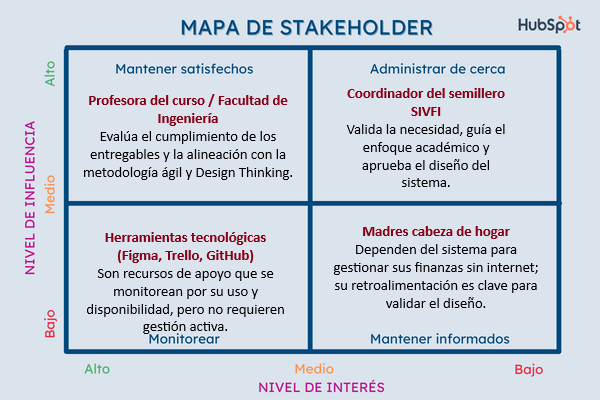 MAPA DE STAKEHOLDER
HubSpot
Alto
Medio
Bajo
NIVEL DE INFLUENCIA
Mantener satisfechos
Profesora del curso / Facultad de
Ingeniería
Evalúa el cumplimiento de los
entregables y la alineación con la
metodología ágil y Design Thinking.
Administrar de cerca
Coordinador del semillero
SIVFI
Valida la necesidad, guía el
enfoque académico y
aprueba el diseño del
sistema.
Herramientas tecnológicas
(Figma, Trello, GitHub)
Son recursos de apoyo que se
monitorean por su uso y
disponibilidad, pero no requieren
gestión activa.
Monitorear
Madres cabeza de hogar
Dependen del sistema para
gestionar sus finanzas sin internet;
su retroalimentación es clave para
validar el diseño.
Mantener informados
Alto
Medio
Bajo
NIVEL DE INTERÉS